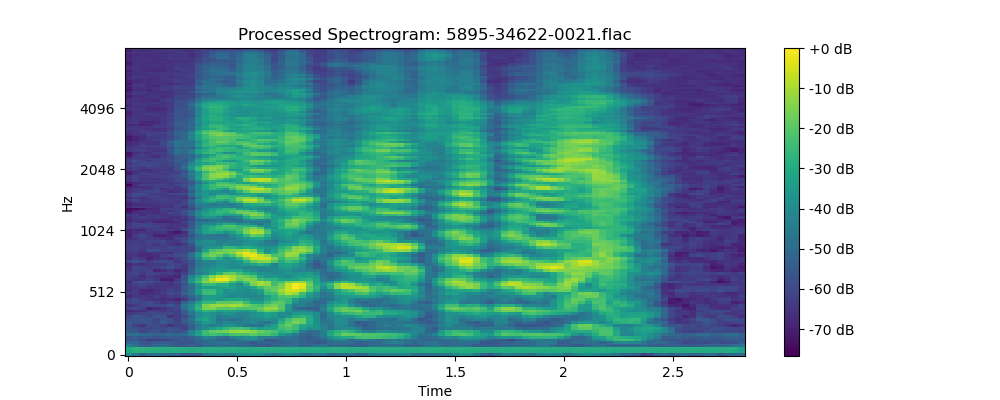 Processed Spectrogram: 5895-34622-0021.flac
Hz
4096
2048
1024
512
0
0 0.5 1 1.5 2 2.5
Time
+0 dB
-10 dB
-20 dB
-30 dB
-40 dB
-50 dB
-60 dB
-70 dB